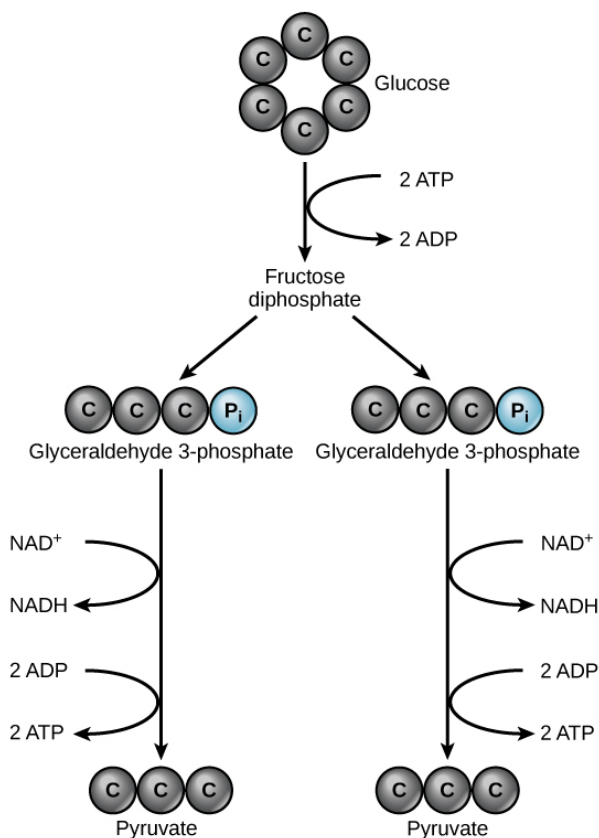 C
C C
Glucose
C C
C
2 ATP
2 ADP
Fructose
diphosphate
C C C Pi
C C C Pi
Glyceraldehyde 3-phosphate
Glyceraldehyde 3-phosphate
NAD+
NAD+
NADH
NADH
2 ADP
2 ADP
2 ATP
2 ATP
C C C
C C C
Pyruvate
Pyruvate